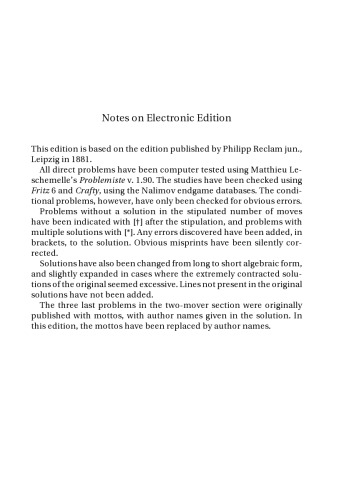 Notes on Electronic Edition
This edition is based on the edition published by Philipp Reclam jun.,
Leipzig in 1881.
All direct problems have been computer tested using Matthieu Le-
schemelle's Problemiste v. 1.90. The studies have been checked using
Fritz 6 and Crafty, using the Nalimov endgame databases. The condi-
tional problems, however, have only been checked for obvious errors.
Problems without a solution in the stipulated number of moves
have been indicated with [†] after the stipulation, and problems with
multiple solutions with [*]. Any errors discovered have been added, in
brackets, to the solution. Obvious misprints have been silently cor-
rected.
Solutions have also been changed from long to short algebraic form,
and slightly expanded in cases where the extremely contracted solu-
tions of the original seemed excessive. Lines not present in the original
solutions have not been added.
The three last problems in the two-mover section were originally
published with mottos, with author names given in the solution. In
this edition, the mottos have been replaced by author names.